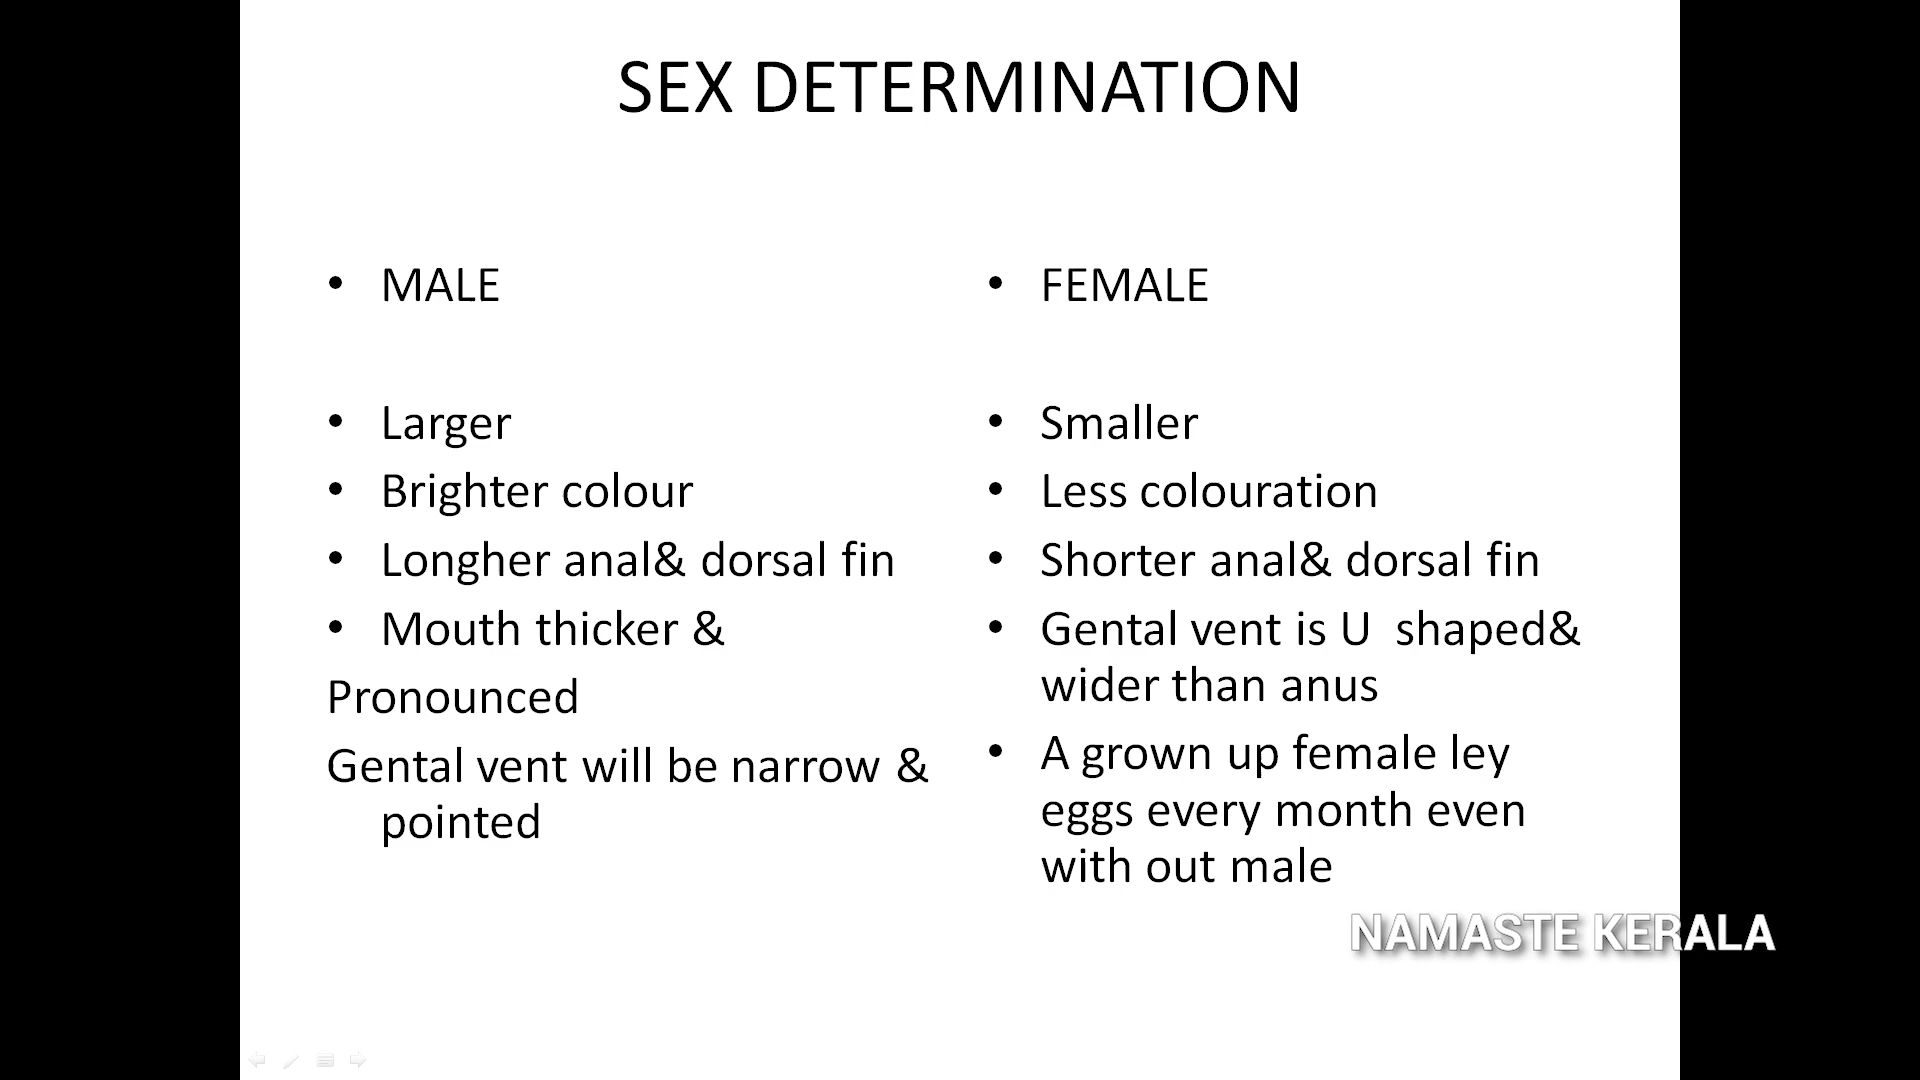 SEX DETERMINATION
• MALE
• Larger
• Brighter colour
• Longher anal& dorsal fin
• Mouth thicker &
Pronounced
Gental vent will be narrow &
pointed
• FEMALE
• Smaller
• Less colouration
• Shorter anal& dorsal fin
• Gental vent is U  shaped&
wider than anus
• A grown up female ley
eggs every month even
with out male
NAMASTE KERALA